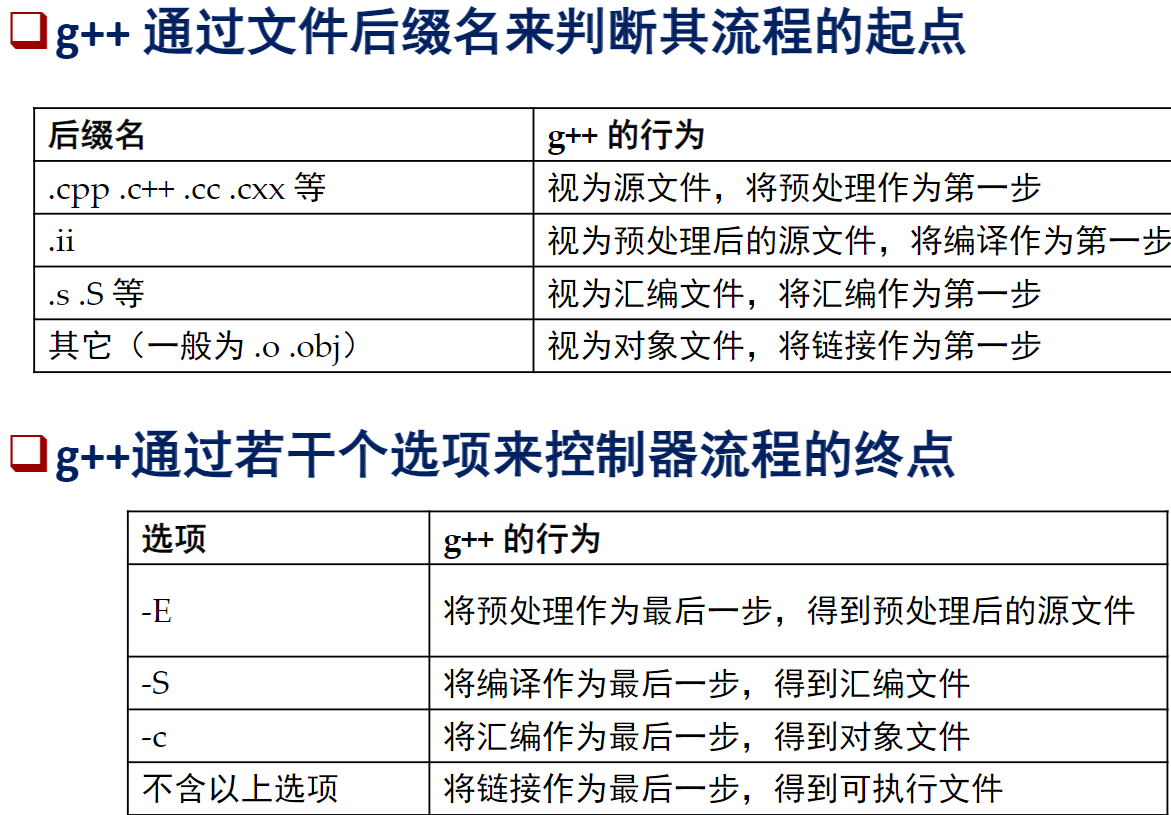 g++ 通过文件后缀名来判断其流程的起点
后缀名 g++ 的行为
.cpp .c++ .cc .cxx 等 视为源文件，将预处理作为第一步
.ii 视为预处理后的源文件，将编译作为第一步
.s .S 等 视为汇编文件，将汇编作为第一步
其它（一般为 .o .obj） 视为对象文件，将链接作为第一步
g++通过若干个选项来控制器流程的终点
选项 g++ 的行为
-E 将预处理作为最后一步，得到预处理后的源文件
-S 将编译作为最后一步，得到汇编文件
-c 将汇编作为最后一步，得到对象文件
不含以上选项 将链接作为最后一步，得到可执行文件